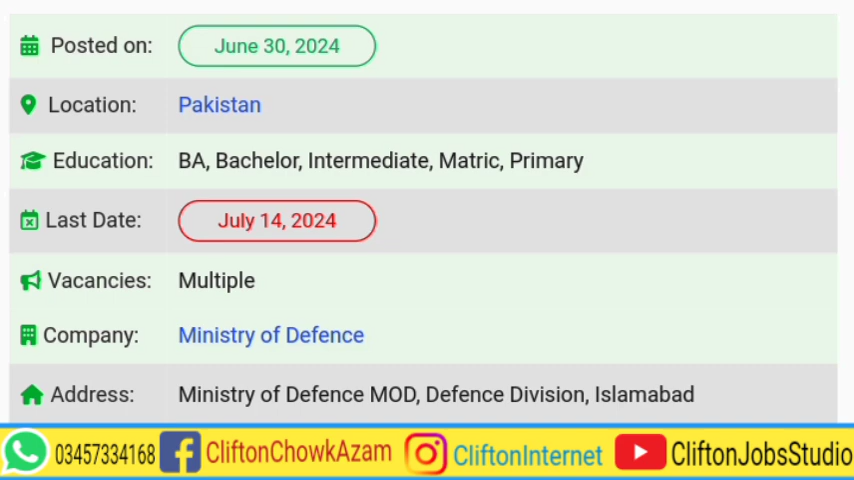 Posted on: June 30, 2024
Location: Pakistan
Education: BA, Bachelor, Intermediate, Matric, Primary
Last Date: July 14, 2024
Vacancies: Multiple
Company: Ministry of Defence
Address: Ministry of Defence MOD, Defence Division, Islamabad
03457334168 CliftonChowkAzam CliftonInternet CliftonJobsStudio